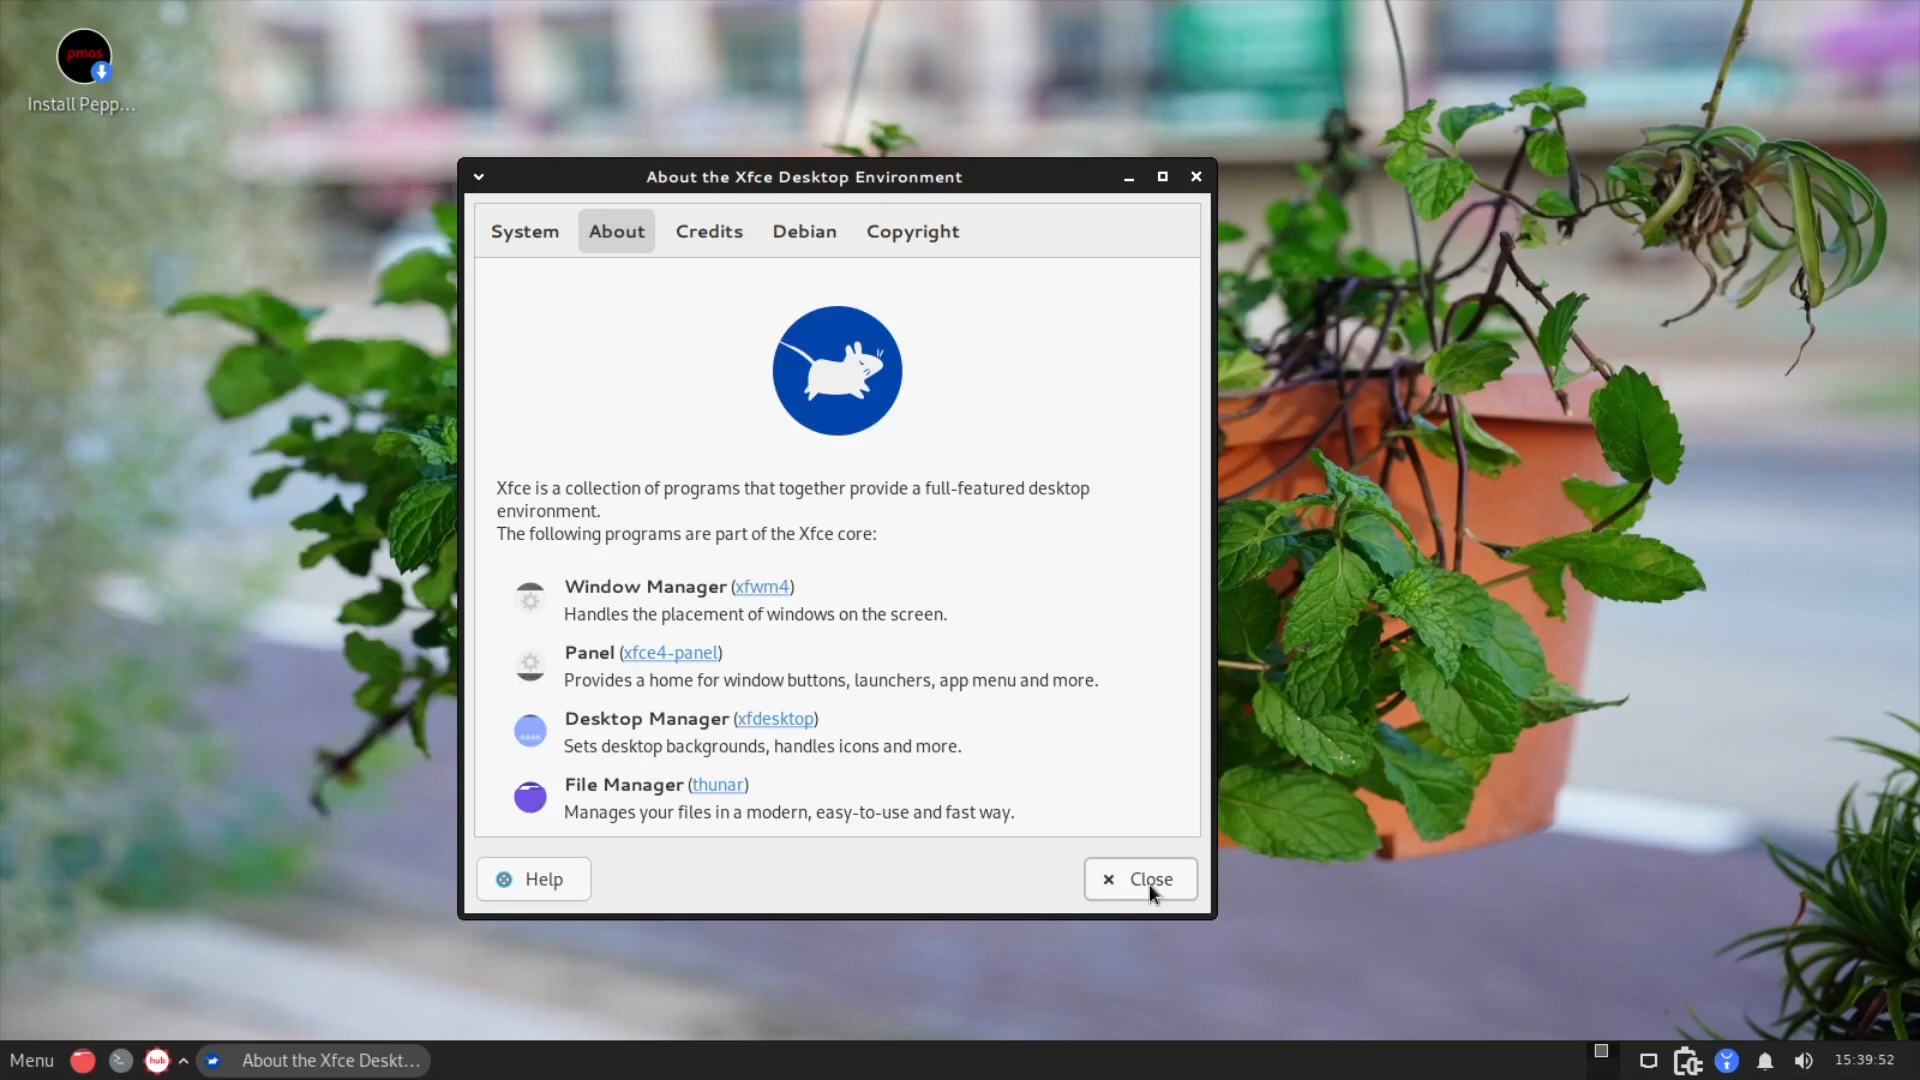 pmos
Install Pepp...
About the Xfce Desktop Environment
System About Credits Debian Copyright
Xfce is a collection of programs that together provide a full-featured desktop
environment.
The following programs are part of the Xfce core:
Window Manager (xfwm4)
Handles the placement of windows on the screen.
Panel (xfce4-panel)
Provides a home for window buttons, launchers, app menu and more.
Desktop Manager (xfdesktop)
Sets desktop backgrounds, handles icons and more.
File Manager (thunar)
Manages your files in a modern, easy-to-use and fast way.
Help Close
Menu hub About the Xfce Deskt... 15:39:52